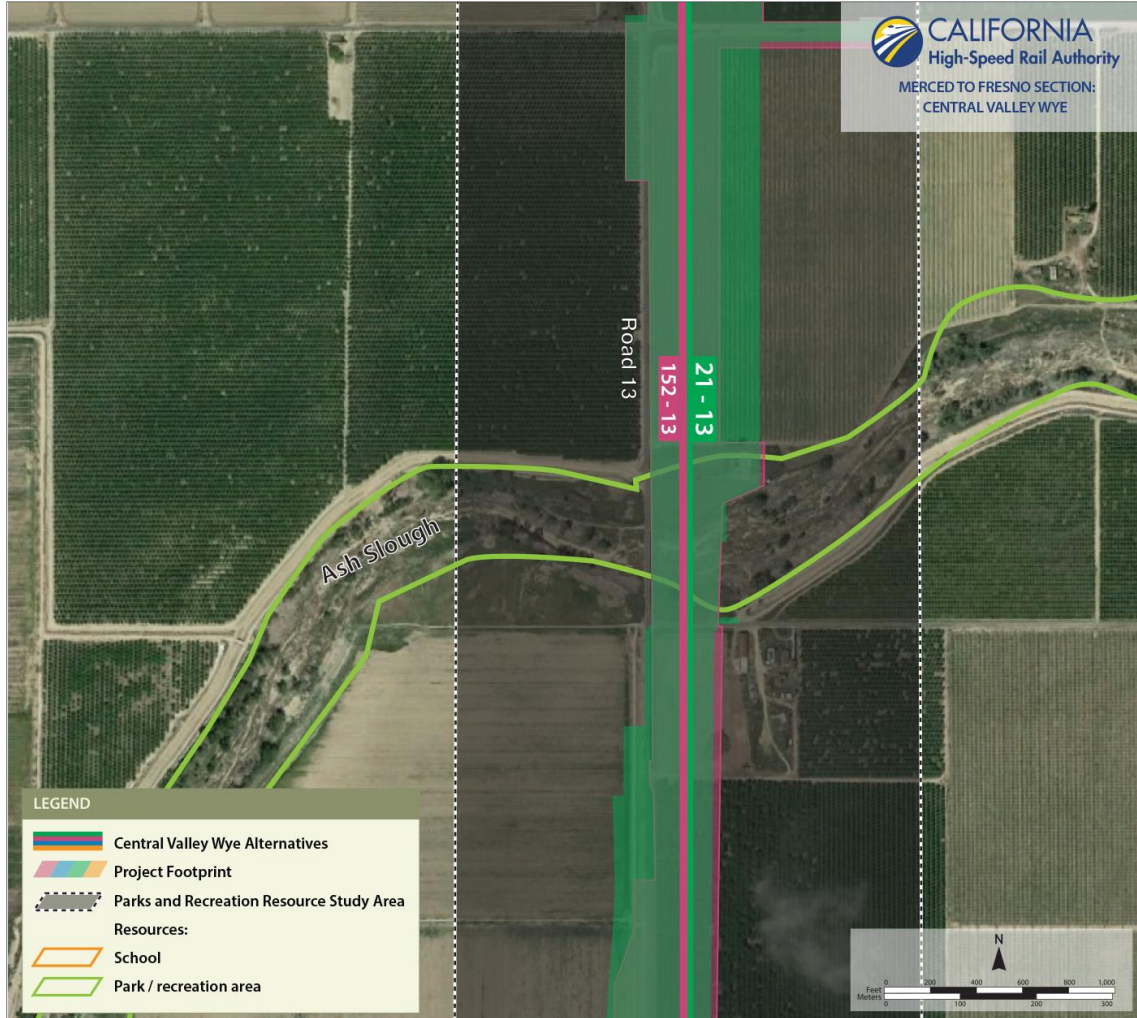 CALIFORNIA
High-Speed Rail Authority
MERCED TO FRESNO SECTION:
CENTRAL VALLEY WYE
Road 13
152 - 13
21 - 13
Ash Slough
LEGEND
Central Valley Wye Alternatives
Project Footprint
Parks and Recreation Resource Study Area
Resources:
School
Park / recreation area
N
0 200 400 600 800 1,000
Feet
Meters
0 100 200 300